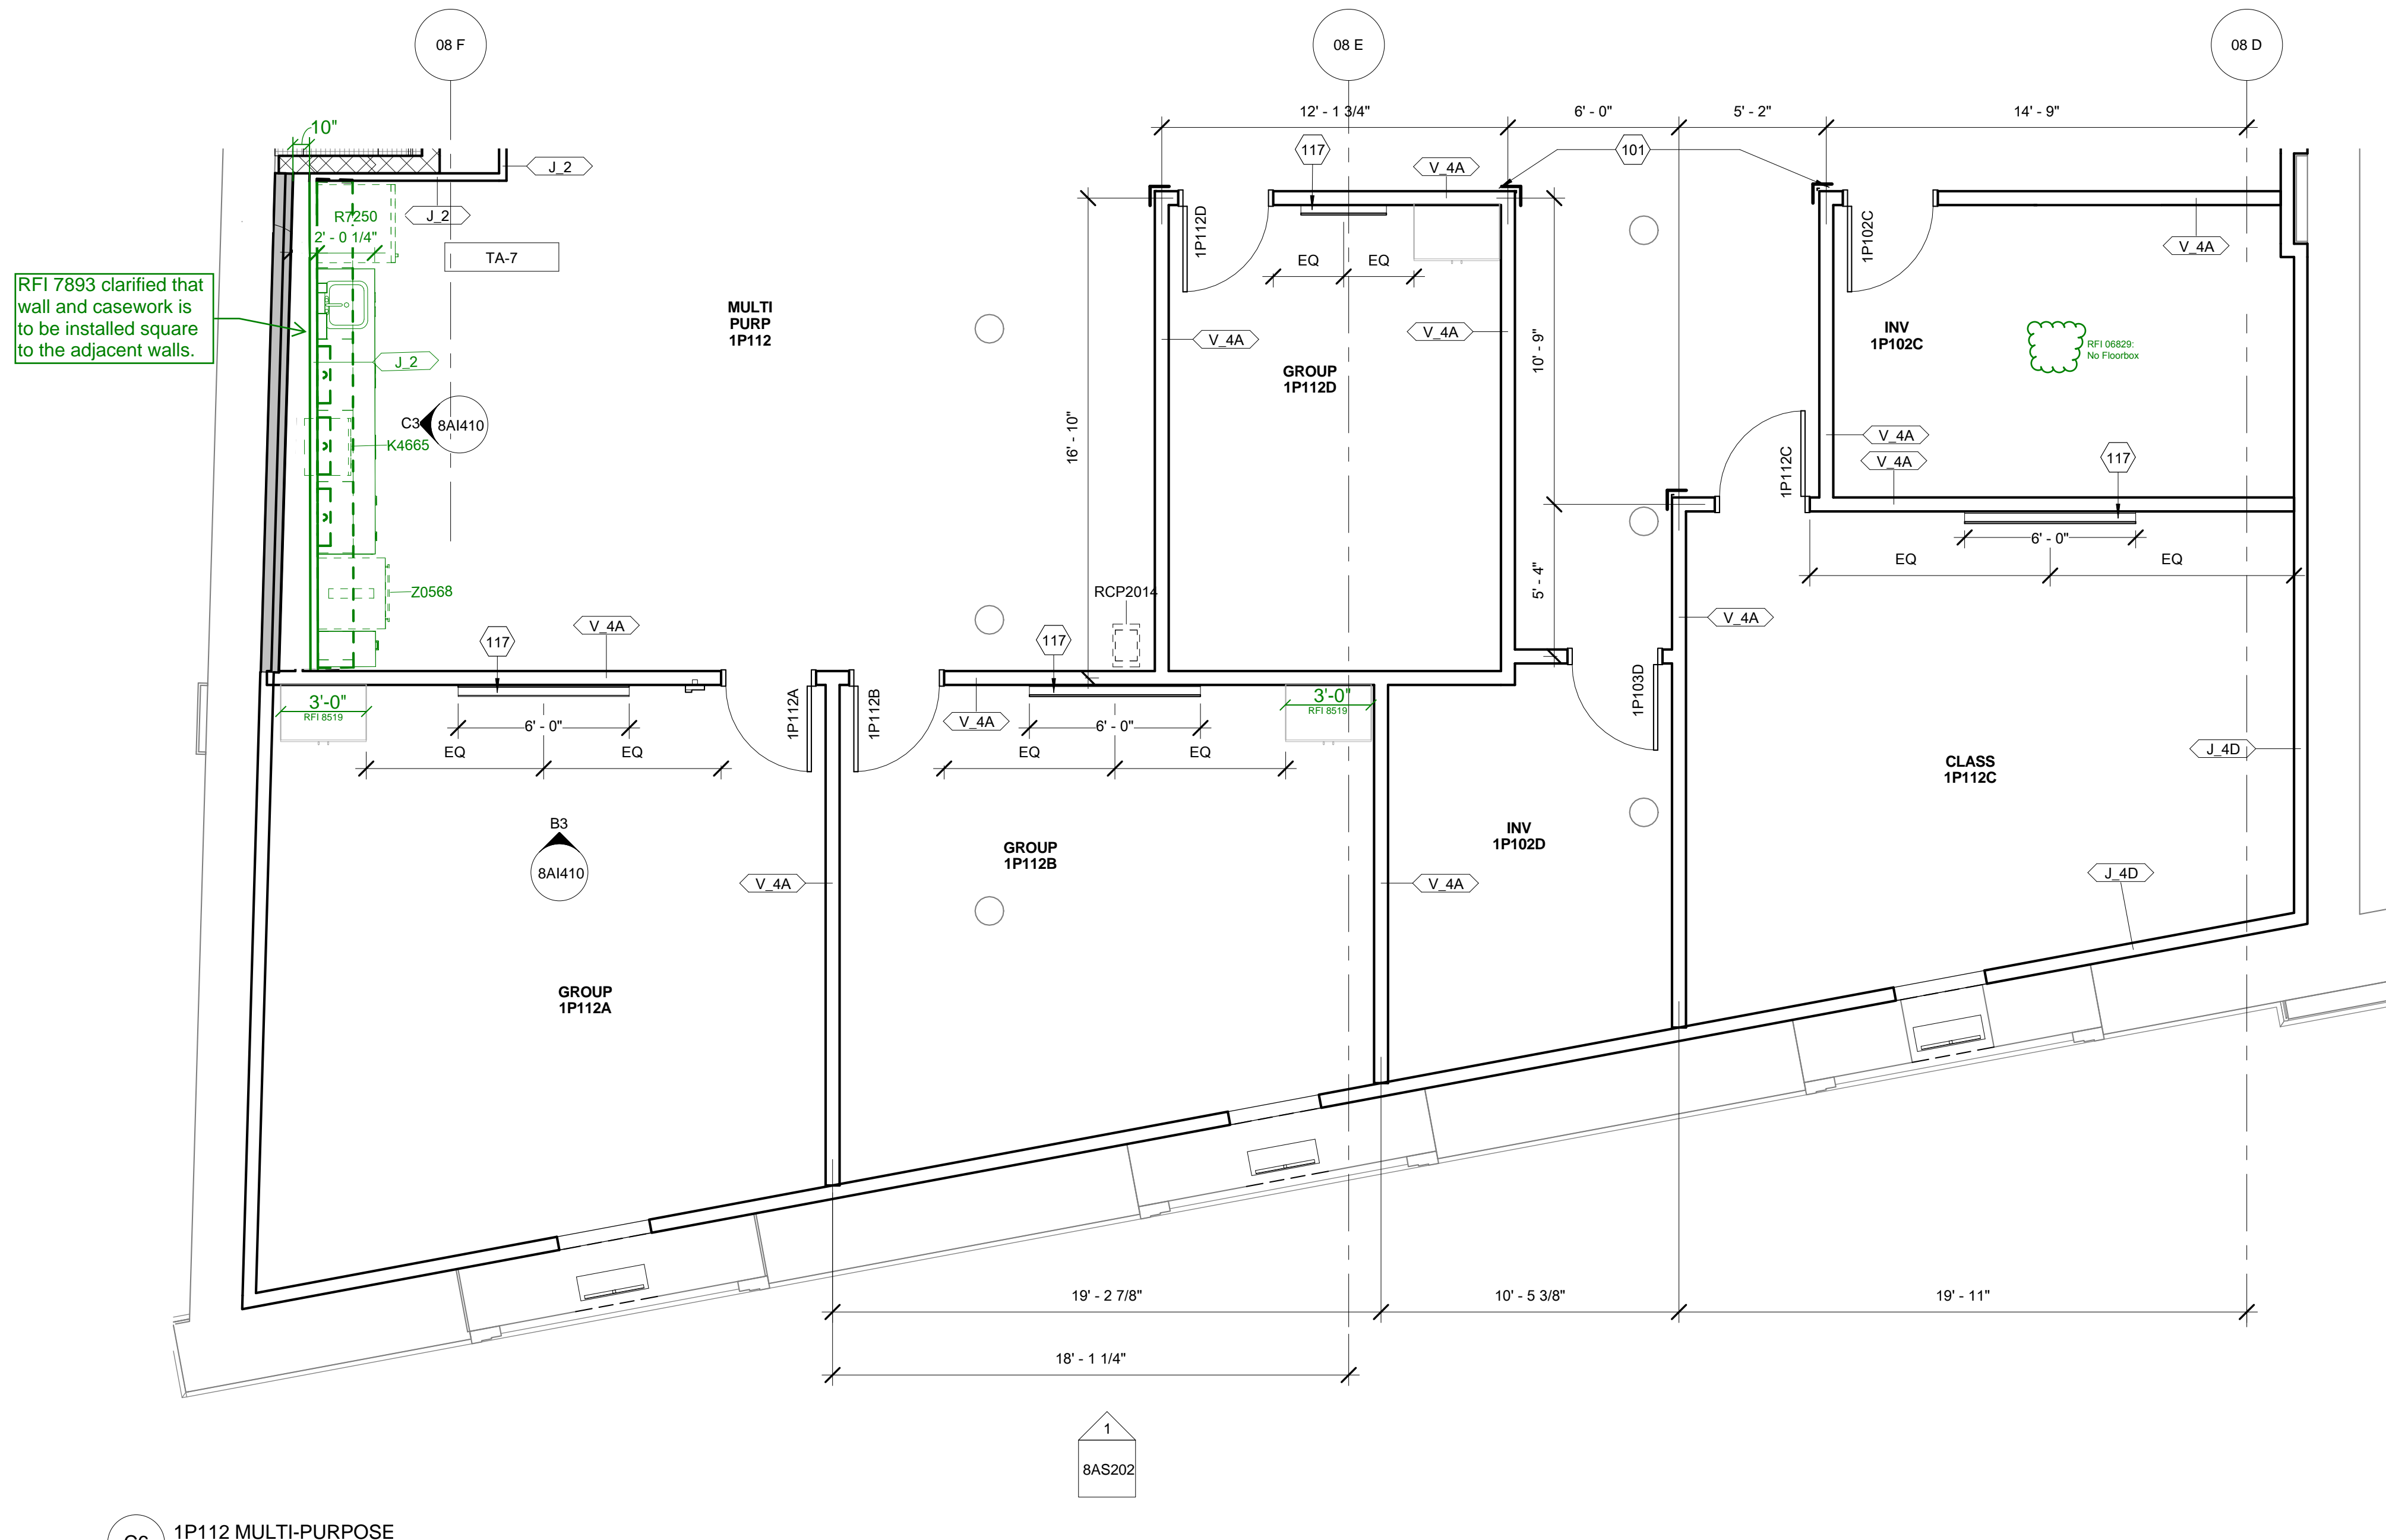 08 F
08 E
08 D
12' - 1 3/4"
6' - 0"
5' - 2"
14' - 9"
10"
J_2
117
V_4A
101
R7250
J_2
2' - 0 1/4"
TA-7
1P112D
1P102C
V_4A
EQ
EQ
RFI 7893 clarified that
wall and casework is
to be installed square
to the adjacent walls.
MULTI
PURP
1P112
V_4A
V_4A
10' - 9"
INV
1P102C
RFI 06829:
No Floorbox
J_2
GROUP
1P112D
C3
8AI410
K4665
16' - 10"
V_4A
V_4A
1P112C
117
6' - 0"
EQ
EQ
Z0568
RCP2014
5' - 4"
V_4A
117
V_4A
117
3'-0"
RFI 8519
1P112A
1P112B
V_4A
3'-0"
RFI 8519
1P103D
6' - 0"
6' - 0"
EQ
EQ
EQ
EQ
J_4D
CLASS
1P112C
B3
8AI410
GROUP
1P112B
INV
1P102D
V_4A
V_4A
J_4D
GROUP
1P112A
19' - 2 7/8"
10' - 5 3/8"
19' - 11"
18' - 1 1/4"
1
8AS202
1P112 MULTI-PURPOSE